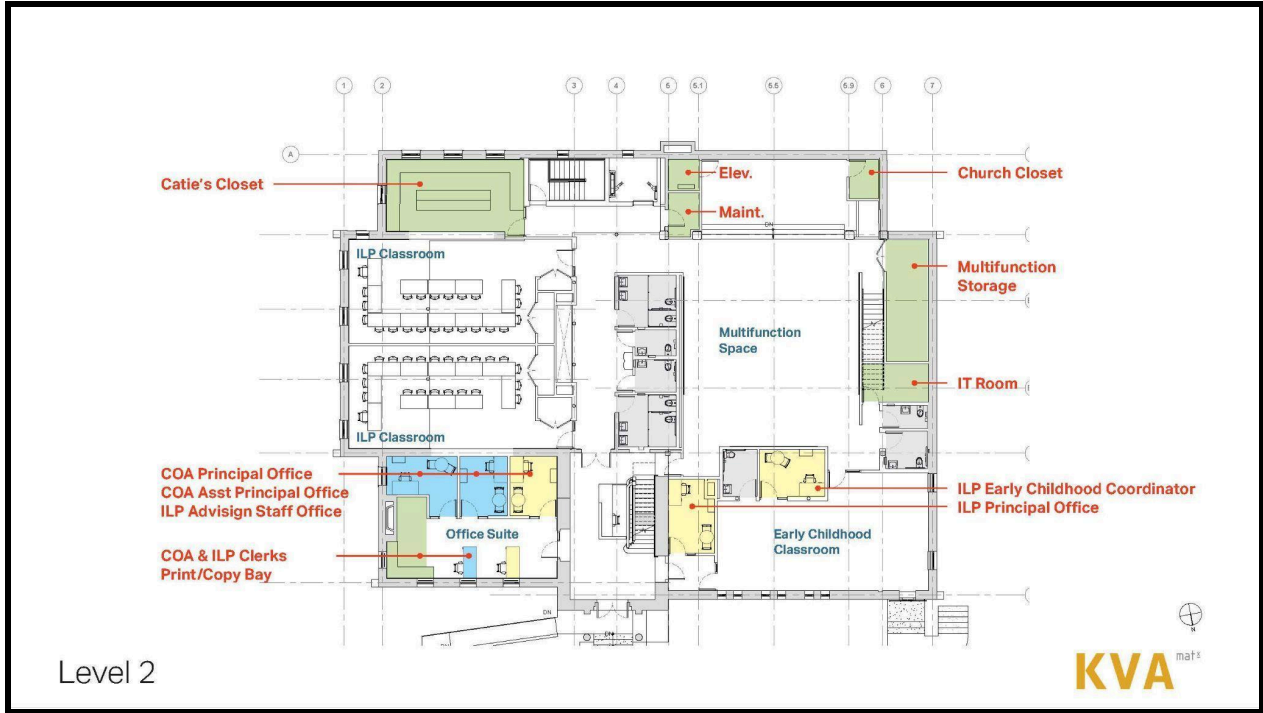 1 2 3 4 5 5.1 5.5 5.9 6 7
A
Catie's Closet
Elev.
Church Closet
Maint.
DN
ILP Classroom
Multifunction
Storage
Multifunction
Space
IT Room
ILP Classroom
COA Principal Office
COA Asst Principal Office
ILP Advisign Staff Office
ILP Early Childhood Coordinator
ILP Principal Office
Office Suite
Early Childhood
Classroom
COA & ILP Clerks
Print/Copy Bay
DN
DN
DN
N
Level 2
KVA matx